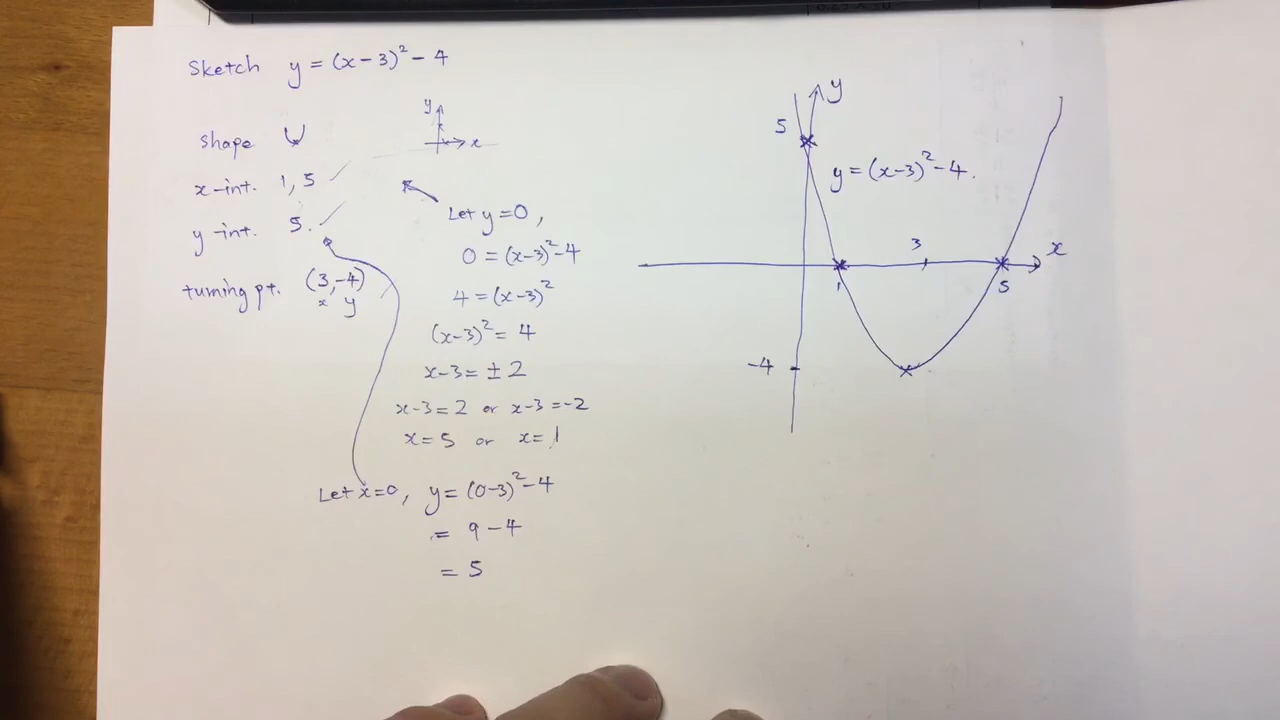 Sketch y = (x-3)² - 4
shape
x-int. 1, 5
y-int. 5.
turning pt. (3,-4)
x y
y
x
Let y=0,
0 = (x-3)² -4
4 = (x-3)²
(x-3)² = 4
x-3 = ± 2
x-3=2 or x-3=-2
x=5 or x=1
Let x=0, y= (0-3)² -4
= 9 -4
= 5
y
5
y = (x-3)² -4.
3
x
1
5
-4